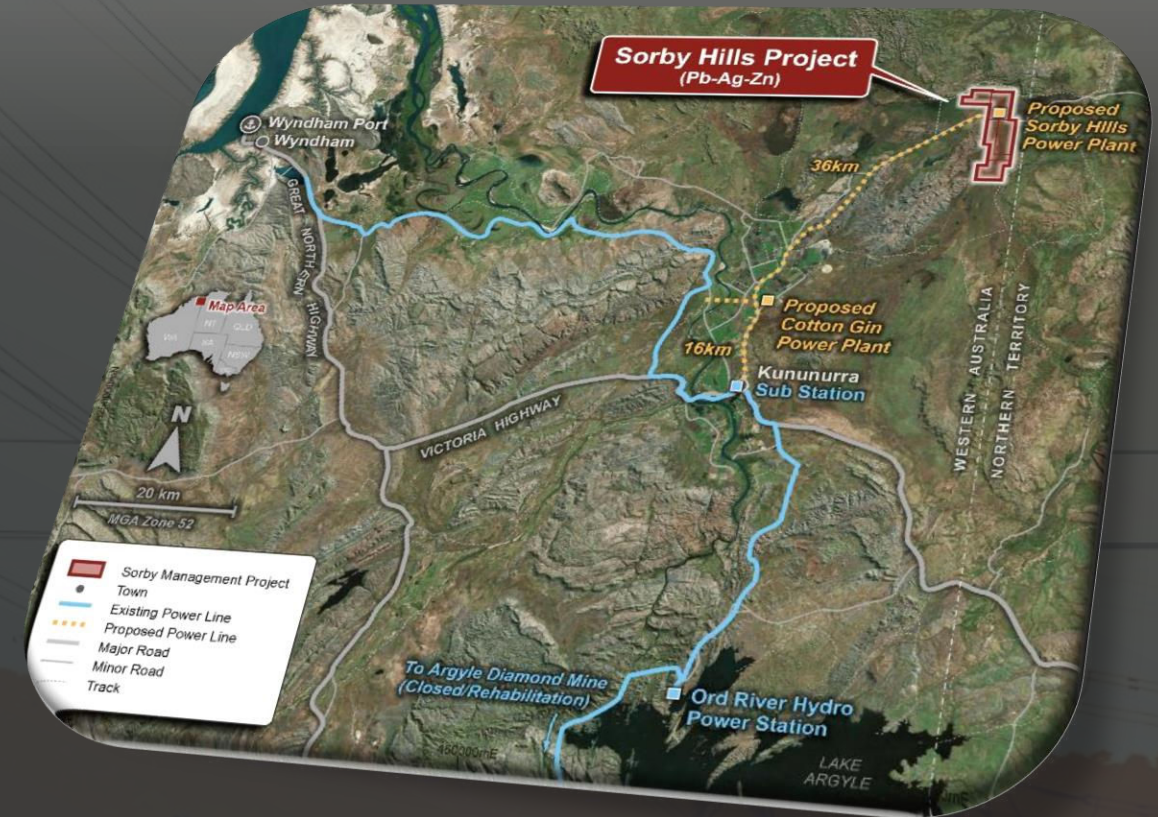 Sorby Hills Project
(Pb-Ag-Zn)
Proposed
Sorby Hills
Power Plant
Wyndham Port
Wyndham
36km
GREAT NORTHERN HIGHWAY
Map Area
WA
NT
QLD
SA
NSW
Proposed
Cotton Gin
Power Plant
16km
Kununurra
Sub Station
WESTERN AUSTRALIA
NORTHERN TERRITORY
VICTORIA HIGHWAY
N
20 km
MGA Zone 52
Sorby Management Project
Town
Existing Power Line
Proposed Power Line
Major Road
Minor Road
Track
To Argyle Diamond Mine
(Closed/Rehabilitation)
Ord River Hydro
Power Station
LAKE
ARGYLE